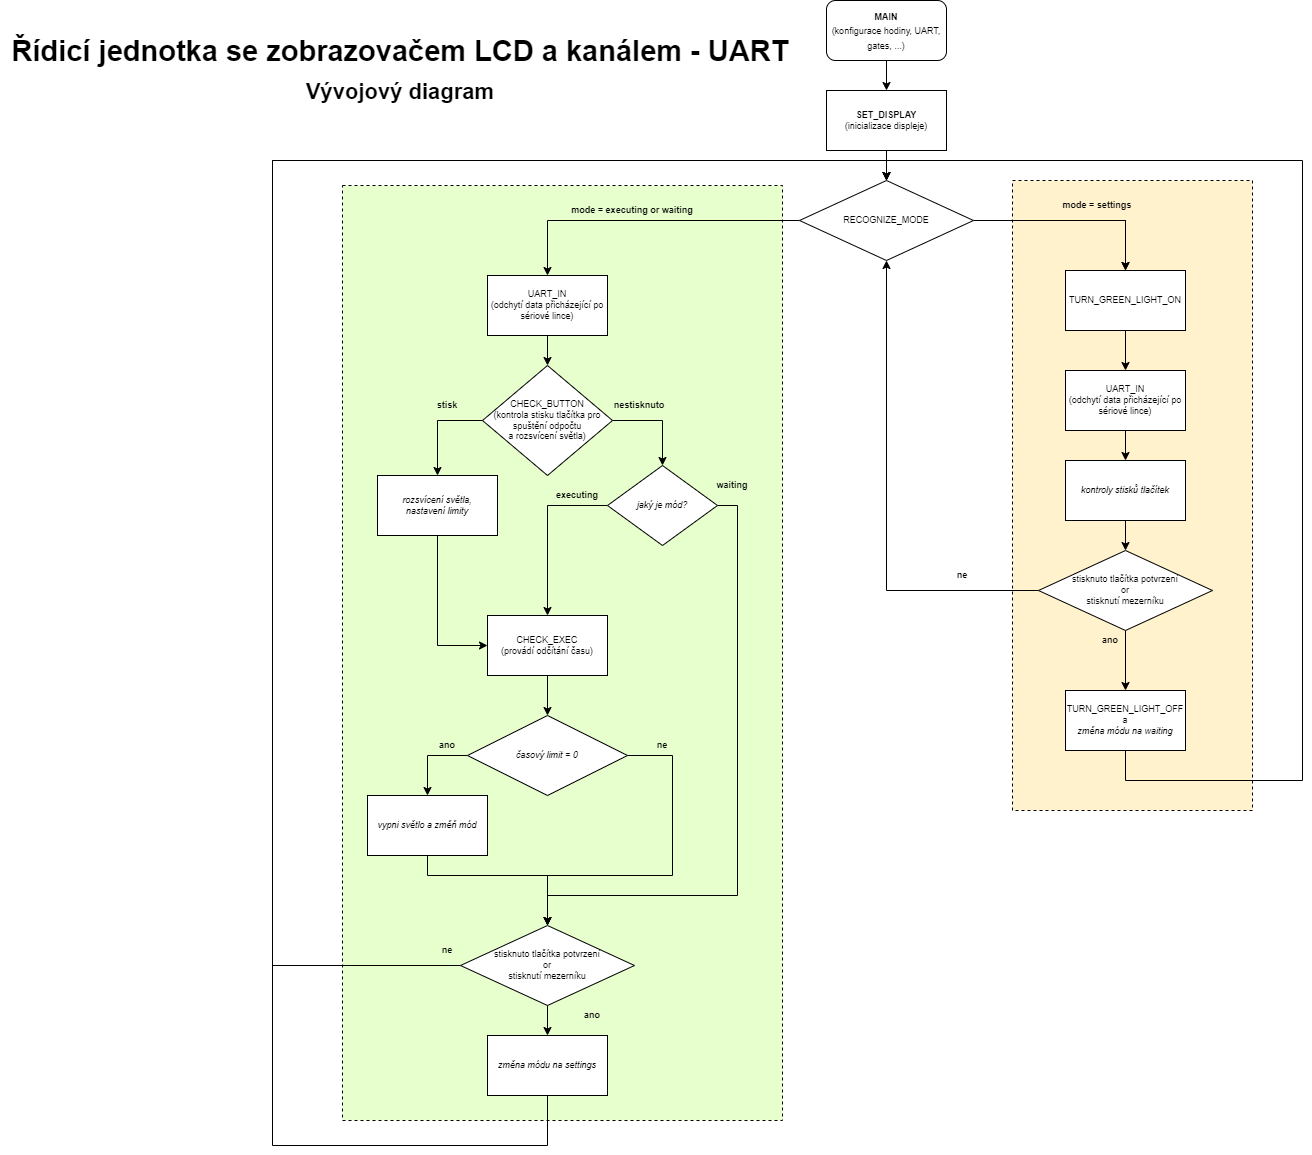 Řídicí jednotka se zobrazovačem LCD a kanálem - UART
Vývojový diagram
MAIN
(konfigurace hodiny, UART,
gates, ...)
SET_DISPLAY
(inicializace displeje)
RECOGNIZE_MODE
mode = executing or waiting
UART_IN
(odchytí data přicházející po
sériové lince)
CHECK_BUTTON
(kontrola stisku tlačítka pro
spuštění odpočtu
a rozsvícení světla)
stisk
nestisknuto
rozsvícení světla,
nastavení limity
jaký je mód?
executing
waiting
CHECK_EXEC
(provádí odčítání času)
časový limit = 0
ano
ne
vypni světlo a změň mód
stisknuto tlačítka potvrzení
or
stisknutí mezerníku
ne
ano
změna módu na settings
mode = settings
TURN_GREEN_LIGHT_ON
UART_IN
(odchytí data přicházející po
sériové lince)
kontroly stisků tlačítek
stisknuto tlačítka potvrzení
or
stisknutí mezerníku
ne
ano
TURN_GREEN_LIGHT_OFF
a
změna módu na waiting